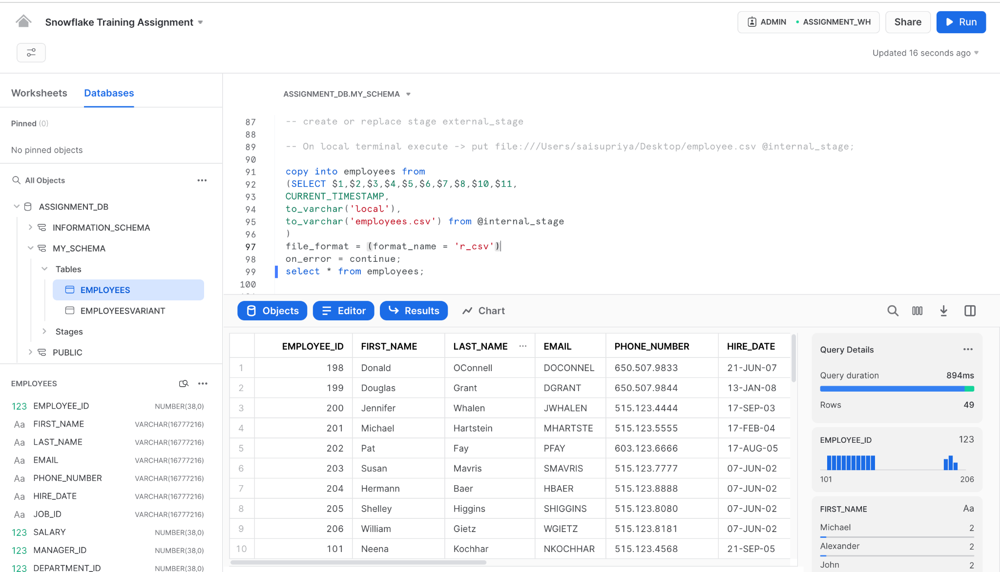 Snowflake Training Assignment
ADMIN ASSIGNMENT_WH
Share
Run
Updated 16 seconds ago
Worksheets Databases
Pinned (0)
No pinned objects
All Objects
ASSIGNMENT_DB
INFORMATION_SCHEMA
MY_SCHEMA
Tables
EMPLOYEES
EMPLOYEESVARIANT
Stages
PUBLIC
EMPLOYEES
123 EMPLOYEE_ID NUMBER(38,0)
Aa FIRST_NAME VARCHAR(16777216)
Aa LAST_NAME VARCHAR(16777216)
Aa EMAIL VARCHAR(16777216)
Aa PHONE_NUMBER VARCHAR(16777216)
Aa HIRE_DATE VARCHAR(16777216)
Aa JOB_ID VARCHAR(16777216)
123 SALARY NUMBER(38,0)
123 MANAGER_ID NUMBER(38,0)
123 DEPARTMENT_ID NUMBER(38,0)
ASSIGNMENT_DB.MY_SCHEMA
87 -- create or replace stage external_stage
88
89 -- On local terminal execute -> put file:///Users/saisupriya/Desktop/employee.csv @internal_stage;
90
91 copy into employees from
92 (SELECT $1,$2,$3,$4,$5,$6,$7,$8,$10,$11,
93 CURRENT_TIMESTAMP,
94 to_varchar('local'),
95 to_varchar('employees.csv') from @internal_stage
96 )
97 file_format = (format_name = 'r_csv')
98 on_error = continue;
99 select * from employees;
100
Objects Editor Results Chart
EMPLOYEE_ID FIRST_NAME LAST_NAME ... EMAIL PHONE_NUMBER HIRE_DATE
1 198 Donald OConnell DOCONNEL 650.507.9833 21-JUN-07
2 199 Douglas Grant DGRANT 650.507.9844 13-JAN-08
3 200 Jennifer Whalen JWHALEN 515.123.4444 17-SEP-03
4 201 Michael Hartstein MHARTSTE 515.123.5555 17-FEB-04
5 202 Pat Fay PFAY 603.123.6666 17-AUG-05
6 203 Susan Mavris SMAVRIS 515.123.7777 07-JUN-02
7 204 Hermann Baer HBAER 515.123.8888 07-JUN-02
8 205 Shelley Higgins SHIGGINS 515.123.8080 07-JUN-02
9 206 William Gietz WGIETZ 515.123.8181 07-JUN-02
10 101 Neena Kochhar NKOCHHAR 515.123.4568 21-SEP-05
Query Details
Query duration 894ms
Rows 49
EMPLOYEE_ID 123
101 206
FIRST_NAME Aa
Michael 2
Alexander 2
John 2